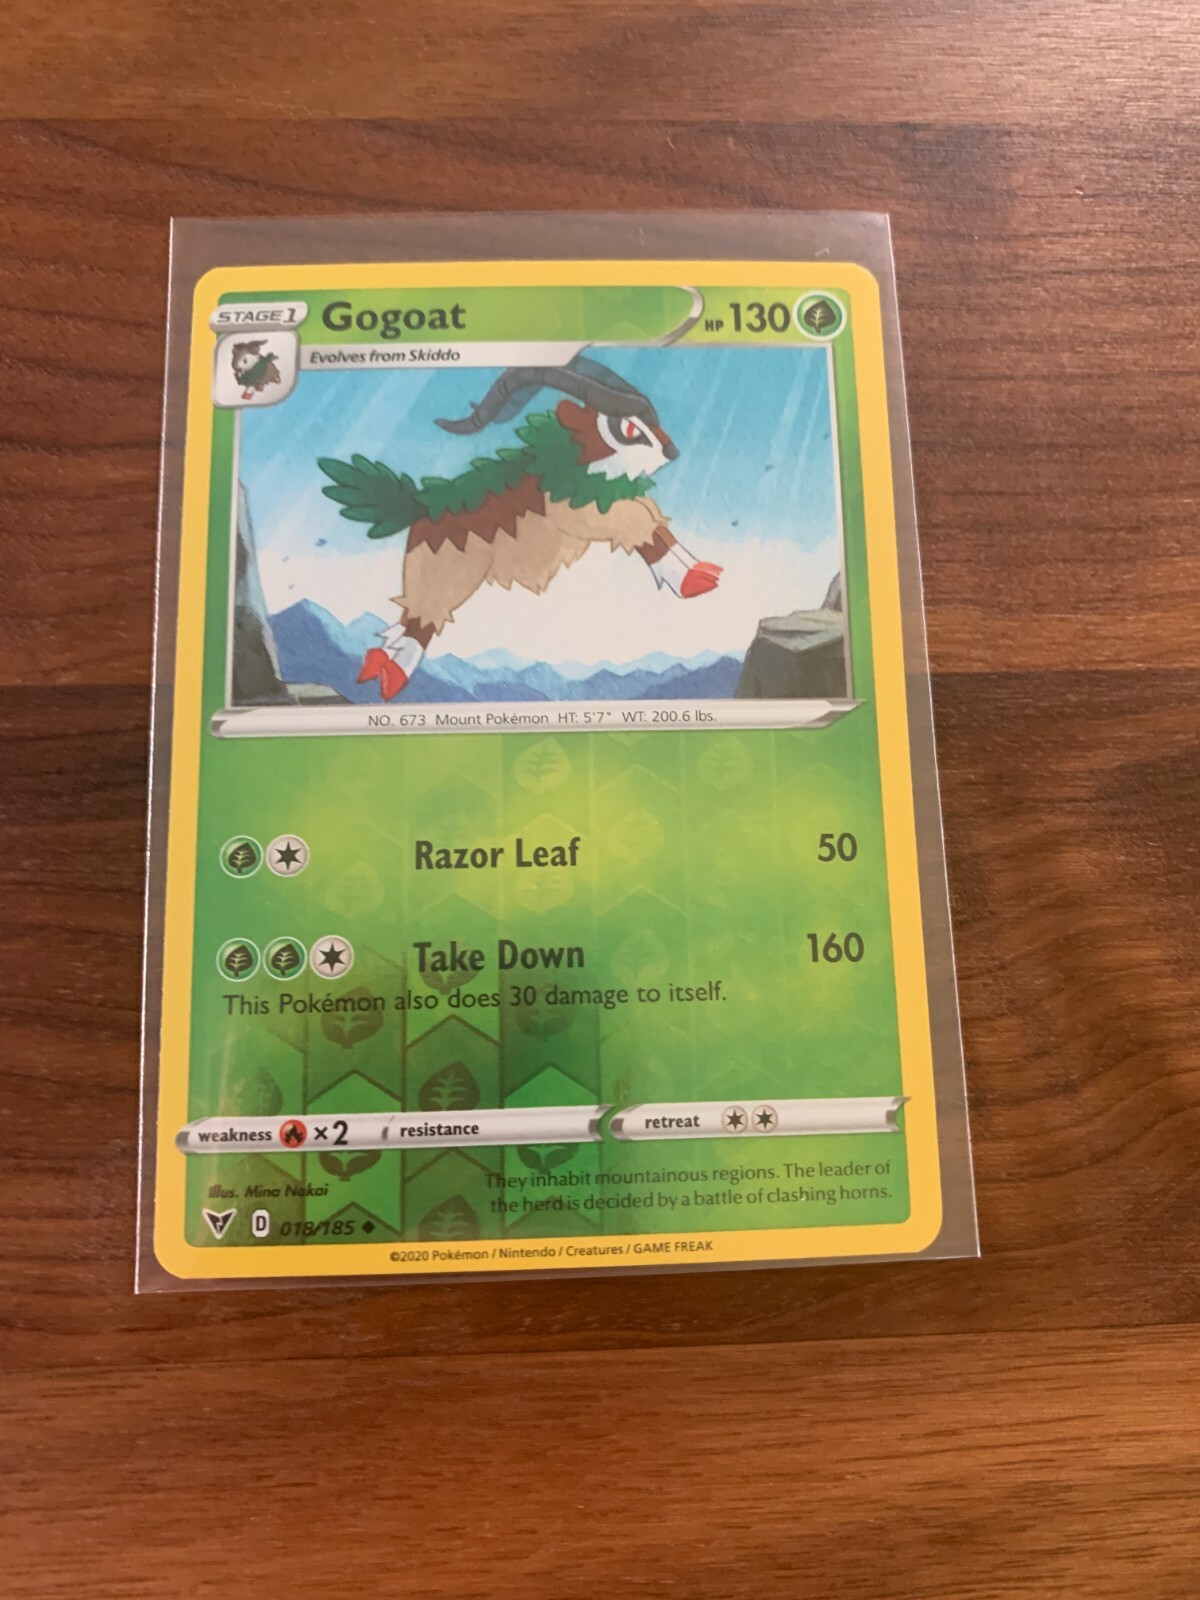 STAGE 1 Gogoat HP 130
Evolves from Skiddo
NO. 673 Mount Pokémon HT: 5'7" WT: 200.6 lbs.
Razor Leaf 50
Take Down 160
This Pokémon also does 30 damage to itself.
weakness ×2 resistance retreat
They inhabit mountainous regions. The leader of
the herd is decided by a battle of clashing horns.
Illus. Mina Nakai
D 018/185
©2020 Pokémon / Nintendo / Creatures / GAME FREAK